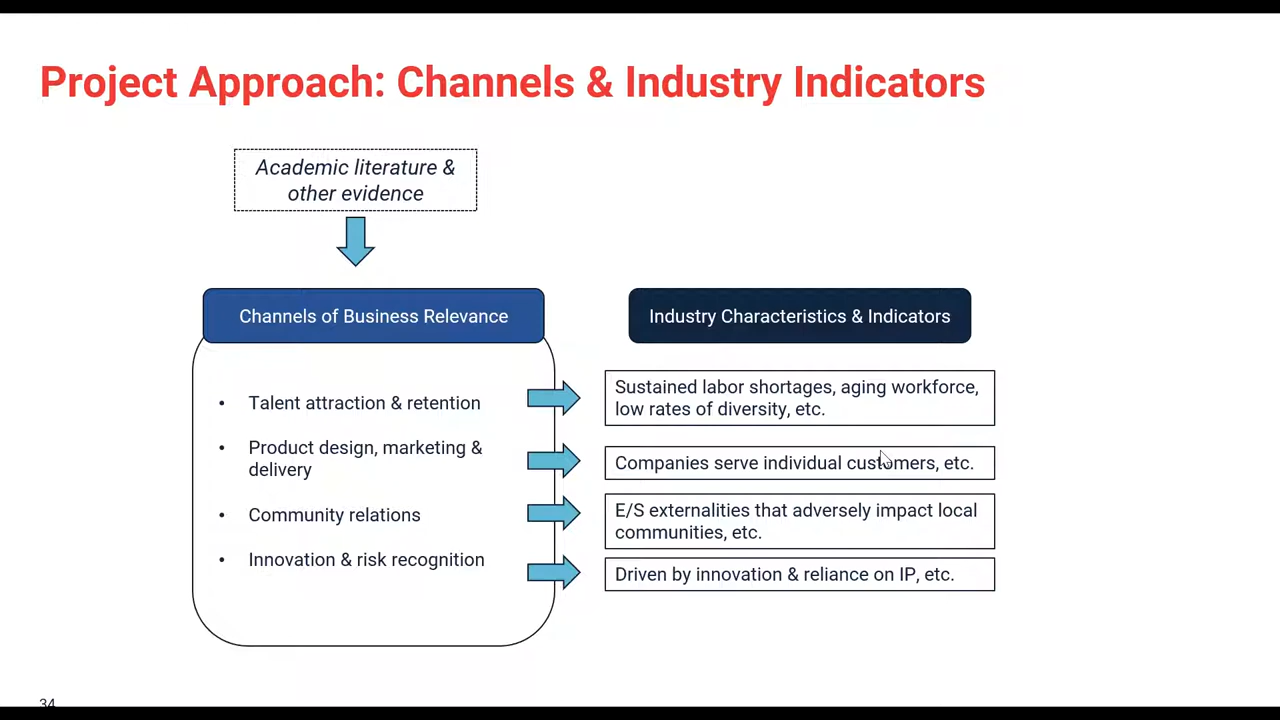 Project Approach: Channels & Industry Indicators
Academic literature &
other evidence
Channels of Business Relevance
• Talent attraction & retention
• Product design, marketing &
delivery
• Community relations
• Innovation & risk recognition
Industry Characteristics & Indicators
Sustained labor shortages, aging workforce,
low rates of diversity, etc.
Companies serve individual customers, etc.
E/S externalities that adversely impact local
communities, etc.
Driven by innovation & reliance on IP, etc.
34